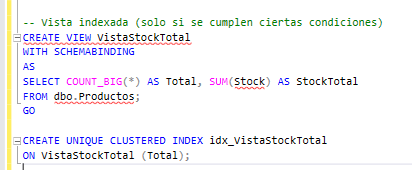 -- Vista indexada (solo si se cumplen ciertas condiciones)
CREATE VIEW VistaStockTotal
WITH SCHEMABINDING
AS
SELECT COUNT_BIG(*) AS Total, SUM(Stock) AS StockTotal
FROM dbo.Productos;
GO
CREATE UNIQUE CLUSTERED INDEX idx_VistaStockTotal
ON VistaStockTotal (Total);